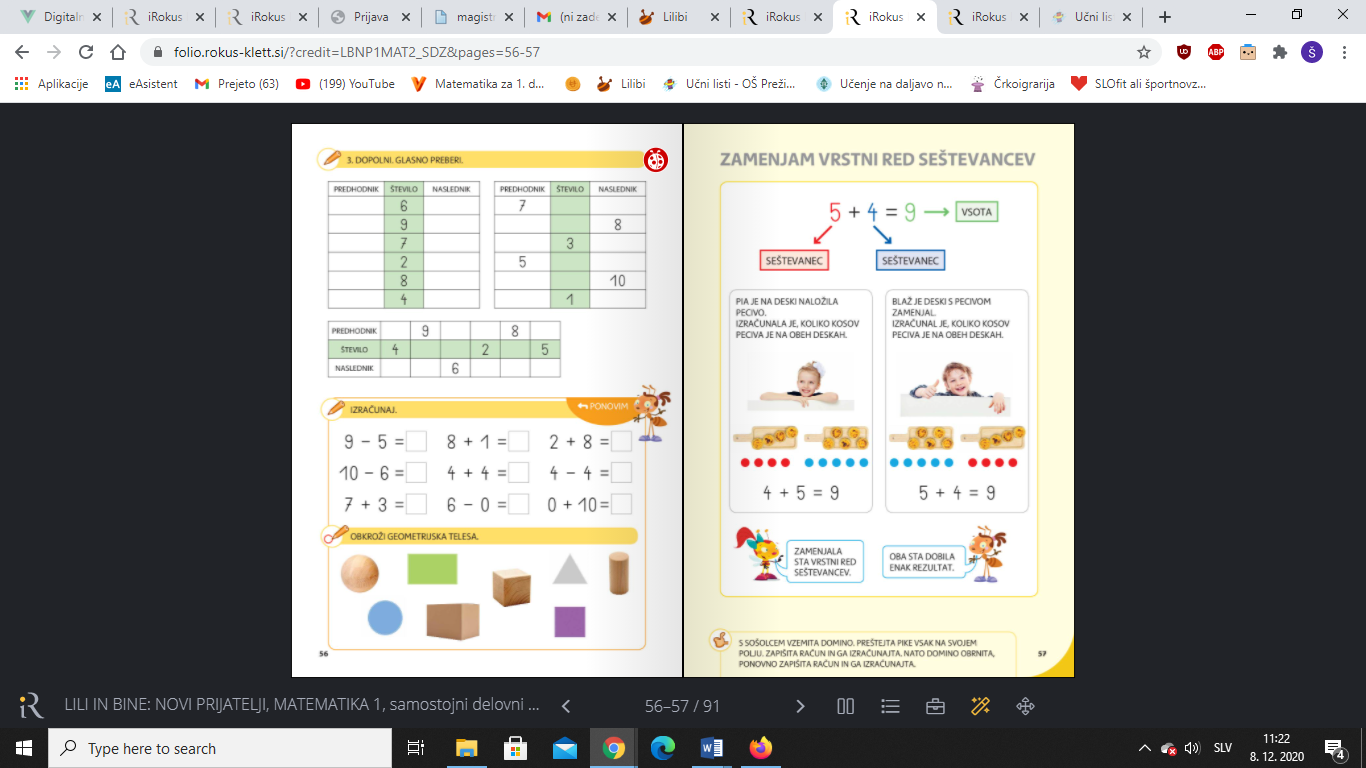 Digitaln
iRokus
iRokus
Prijava
magist
(ni zade
Lilibi
iRokus
iRokus
iRokus
Učni lis
folio.rokus-klett.si/?credit=LBNP1MAT2_SDZ&pages=56-57
Aplikacije
eAsistent
Prejeto (63)
(199) YouTube
Matematika za 1. d...
Lilibi
Učni listi - OŠ Preži...
Učenje na daljavo n...
Črkoigrarija
SLOfit ali športnovz...
3. DOPOLNI. GLASNO PREBERI.
PREDHODNIK ŠTEVILO NASLEDNIK
6
9
7
2
8
4
PREDHODNIK ŠTEVILO NASLEDNIK
7
8
3
5
10
1
PREDHODNIK 9 8
ŠTEVILO 4 2 5
NASLEDNIK 6
IZRAČUNAJ.
PONOVIM
9 − 5 = 8 + 1 = 2 + 8 =
10 − 6 = 4 + 4 = 4 − 4 =
7 + 3 = 6 − 0 = 0 + 10 =
OBKROŽI GEOMETRIJSKA TELESA.
56
ZAMENJAM VRSTNI RED SEŠTEVANCEV
5 + 4 = 9 → VSOTA
SEŠTEVANEC SEŠTEVANEC
PIA JE NA DESKI NALOŽILA
PECIVO.
IZRAČUNALA JE, KOLIKO KOSOV
PECIVA JE NA OBEH DESKAH.
4 + 5 = 9
BLAŽ JE DESKI S PECIVOM
ZAMENJAL.
IZRAČUNAL JE, KOLIKO KOSOV
PECIVA JE NA OBEH DESKAH.
5 + 4 = 9
ZAMENJALA
STA VRSTNI RED
SEŠTEVANCEV.
OBA STA DOBILA
ENAK REZULTAT.
S SOŠOLCEM VZEMITA DOMINO. PREŠTEJTA PIKE VSAK NA SVOJEM
POLJU. ZAPIŠITA RAČUN IN GA IZRAČUNAJTA. NATO DOMINO OBRNITA,
PONOVNO ZAPIŠITA RAČUN IN GA IZRAČUNAJTA.
57
LILI IN BINE: NOVI PRIJATELJI, MATEMATIKA 1, samostojni delovni ...
56–57 / 91
Type here to search
SLV
11:22
8. 12. 2020
4